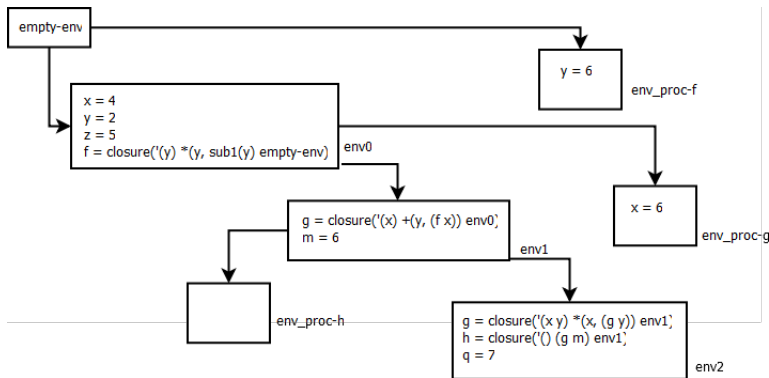 empty-env
y = 6
env_proc-f
x = 4
y = 2
z = 5
f = closure('(y) *(y, sub1(y) empty-env)
env0
x = 6
env_proc-g
g = closure('(x) +(y, (f x)) env0)
m = 6
env1
env_proc-h
g = closure('(x y) *(x, (g y)) env1)
h = closure('() (g m) env1)
q = 7
env2